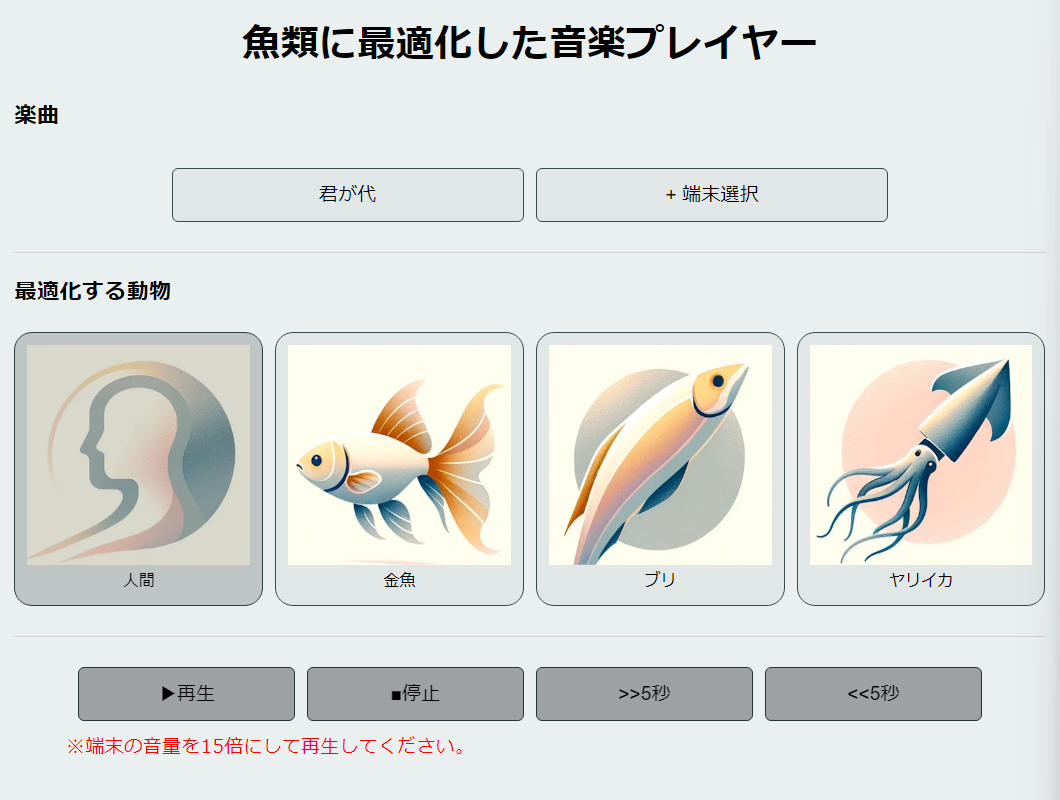 魚類に最適化した音楽プレイヤー
楽曲
君が代
+ 端末選択
最適化する動物
人間
金魚
ブリ
ヤリイカ
▶再生
■停止
>>5秒
<<5秒
※端末の音量を15倍にして再生してください。